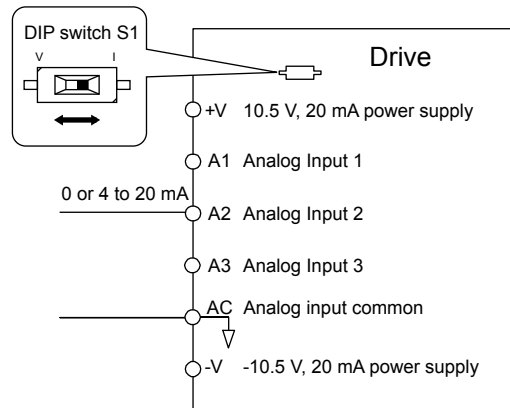 DIP switch S1
V I
Drive
+V 10.5 V, 20 mA power supply
A1 Analog Input 1
0 or 4 to 20 mA
A2 Analog Input 2
A3 Analog Input 3
AC Analog input common
-V -10.5 V, 20 mA power supply